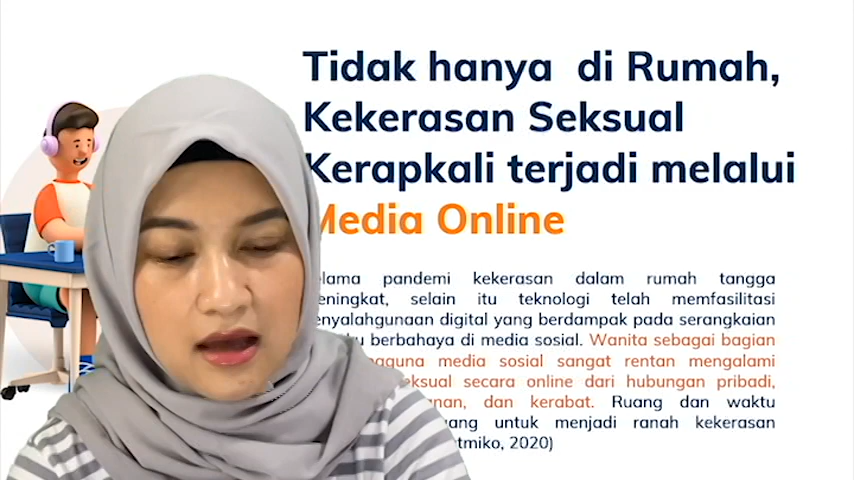 Tidak hanya di Rumah,
Kekerasan Seksual
Kerapkali terjadi melalui
Media Online
pandemi kekerasan dalam rumah tangga
selain itu teknologi telah memfasilitasi
digital yang berdampak pada serangkaian
berbahaya di media sosial. Wanita sebagai bagian
media sosial sangat rentan mengalami
secara online dari hubungan pribadi,
dan kerabat. Ruang dan waktu
untuk menjadi ranah kekerasan
2020)